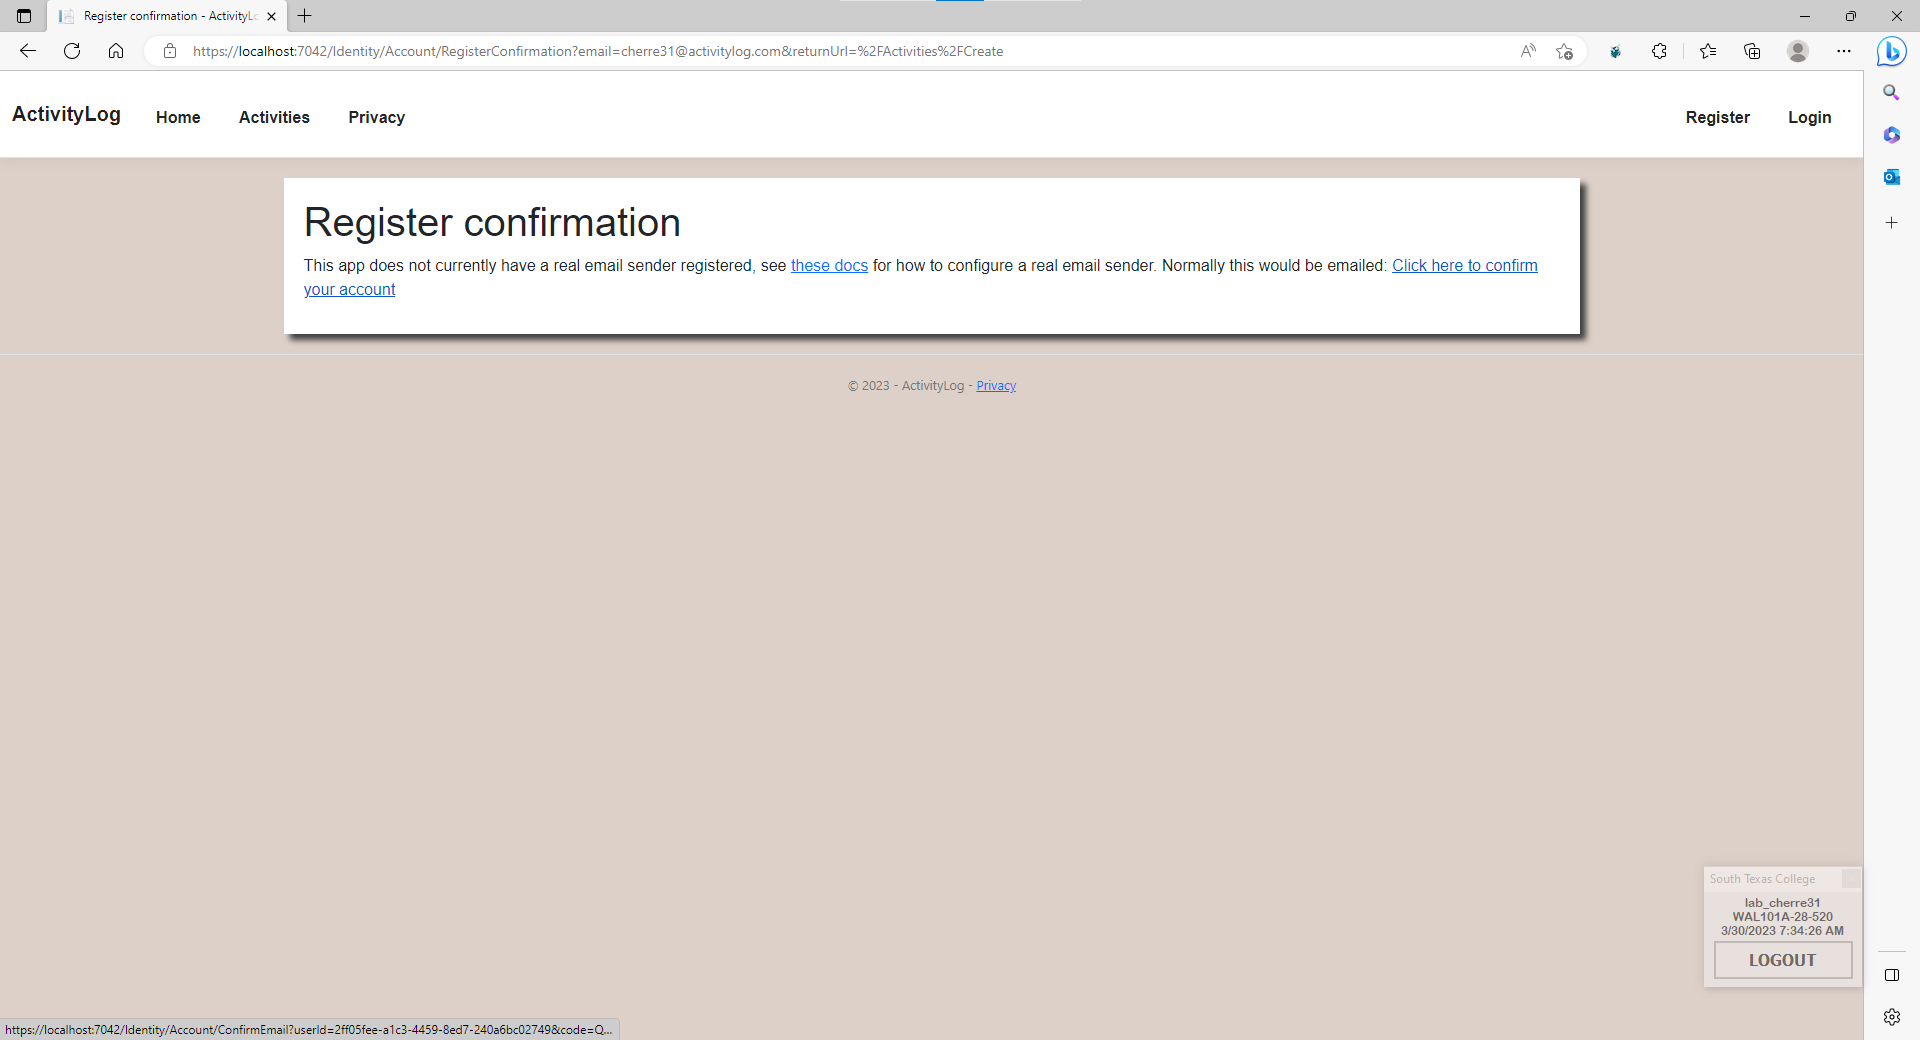 Register confirmation - ActivityLo
https://localhost:7042/Identity/Account/RegisterConfirmation?email=cherre31@activitylog.com&returnUrl=%2FActivities%2FCreate
ActivityLog Home Activities Privacy Register Login
Register confirmation
This app does not currently have a real email sender registered, see these docs for how to configure a real email sender. Normally this would be emailed: Click here to confirm
your account
© 2023 - ActivityLog - Privacy
South Texas College
lab_cherre31
WAL101A-28-520
3/30/2023 7:34:26 AM
LOGOUT
https://localhost:7042/Identity/Account/ConfirmEmail?userId=2ff05fee-a1c3-4459-8ed7-240a6bc02749&code=Q...